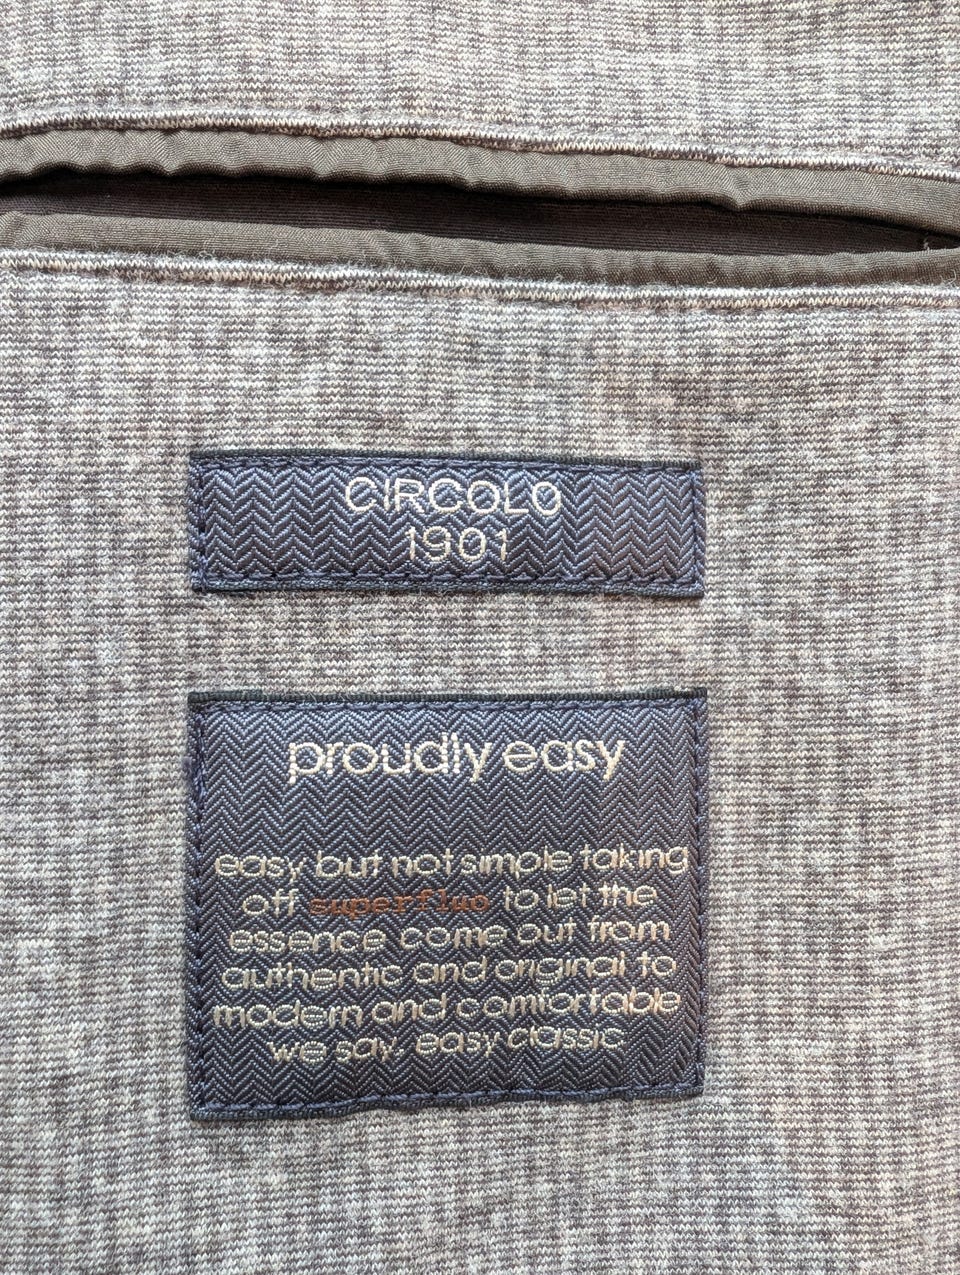 CIRCOLO
1901
proudly easy
easy but not simple taking
off superfluo to let the
essence come out from
authentic and original to
modern and comfortable
we say. easy classic